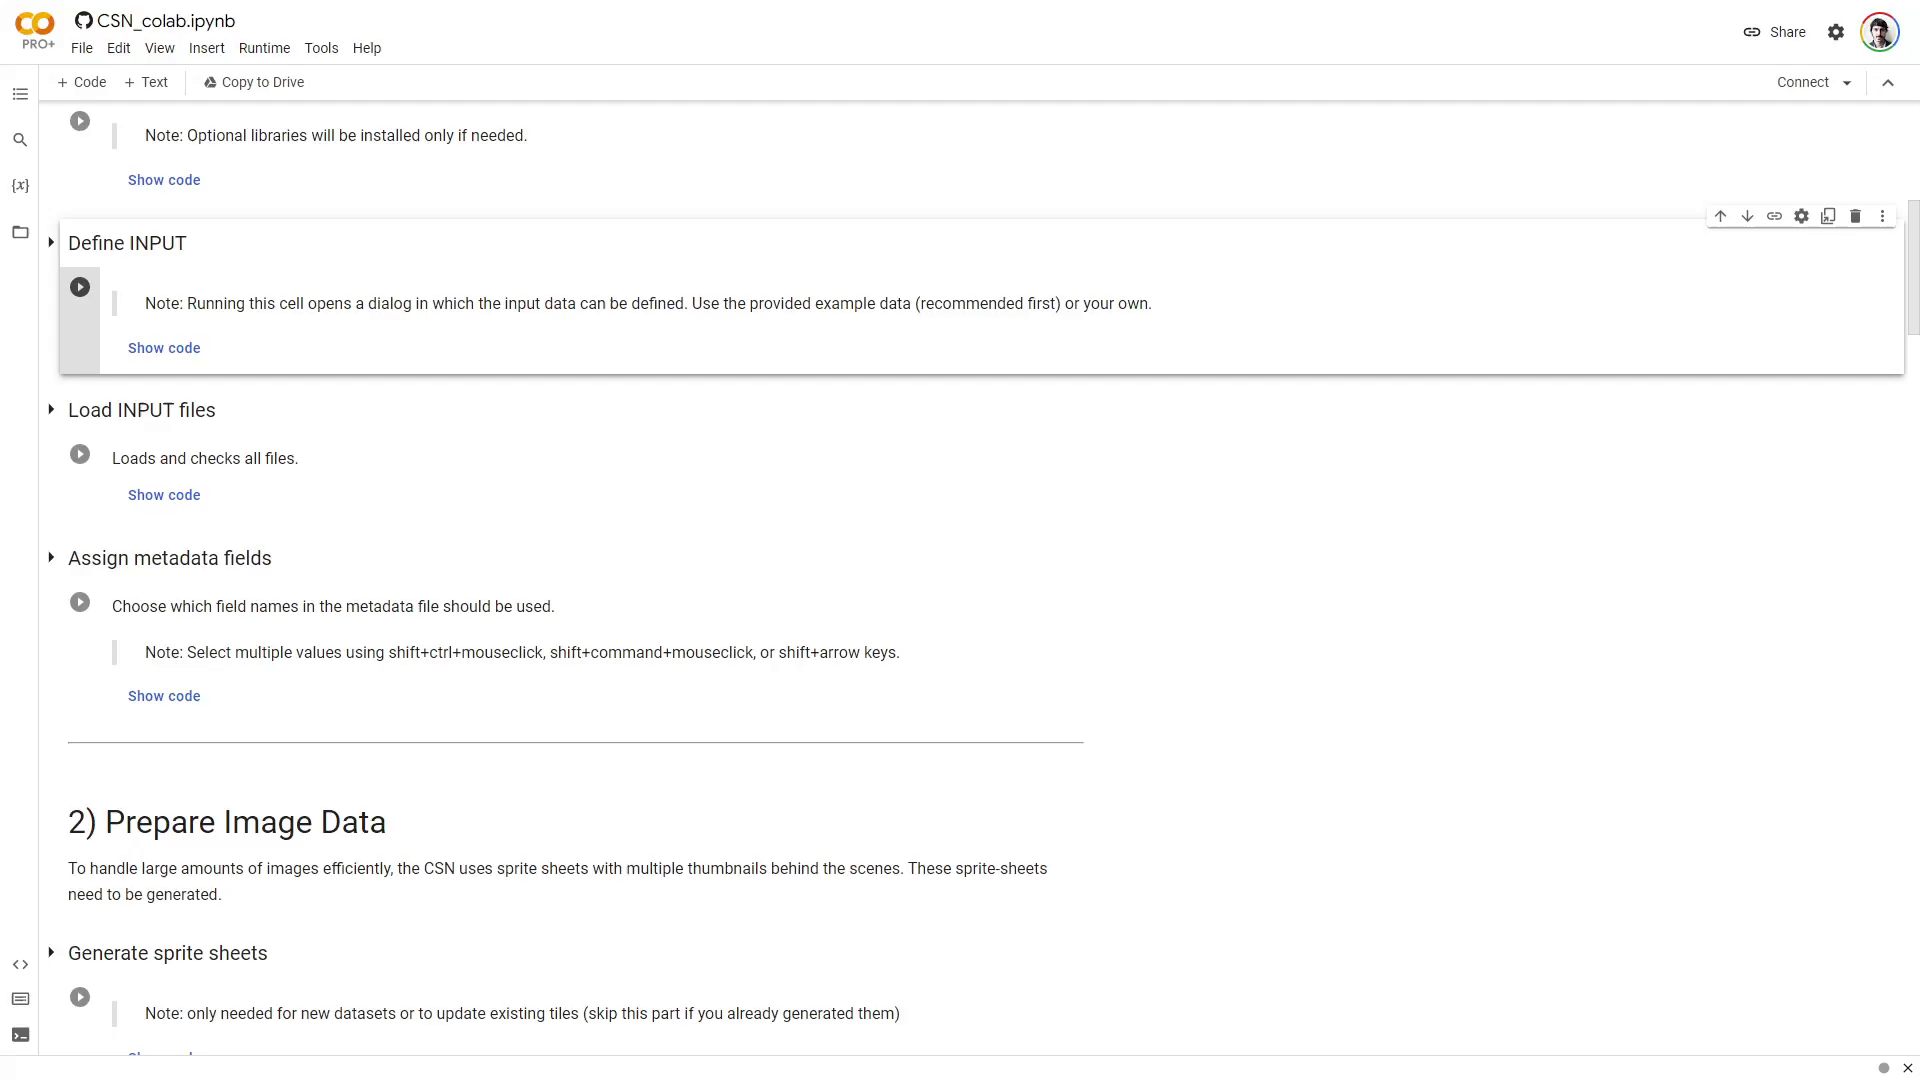 CSN_colab.ipynb
PRO+
File Edit View Insert Runtime Tools Help
Share
+ Code + Text Copy to Drive
Connect
{x}
Note: Optional libraries will be installed only if needed.
Show code
Define INPUT
Note: Running this cell opens a dialog in which the input data can be defined. Use the provided example data (recommended first) or your own.
Show code
Load INPUT files
Loads and checks all files.
Show code
Assign metadata fields
Choose which field names in the metadata file should be used.
Note: Select multiple values using shift+ctrl+mouseclick, shift+command+mouseclick, or shift+arrow keys.
Show code
2) Prepare Image Data
To handle large amounts of images efficiently, the CSN uses sprite sheets with multiple thumbnails behind the scenes. These sprite-sheets
need to be generated.
Generate sprite sheets
Note: only needed for new datasets or to update existing tiles (skip this part if you already generated them)